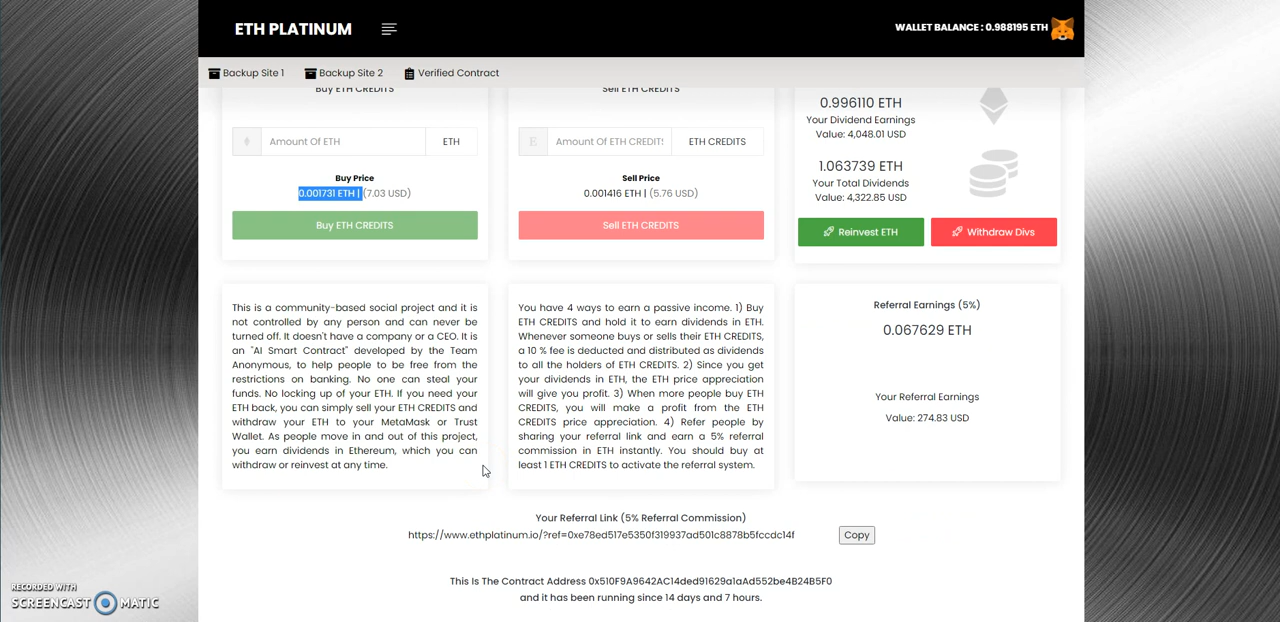 ETH PLATINUM
WALLET BALANCE : 0.988195 ETH
Backup Site 1
Backup Site 2
Verified Contract
Buy ETH CREDITS
Amount Of ETH
ETH
Buy Price
0.001731 ETH | (7.03 USD)
Buy ETH CREDITS
Sell ETH CREDITS
E
Amount Of ETH CREDITS
ETH CREDITS
Sell Price
0.001416 ETH | (5.76 USD)
Sell ETH CREDITS
0.996110 ETH
Your Dividend Earnings
Value: 4,048.01 USD
1.063739 ETH
Your Total Dividends
Value: 4,322.85 USD
Reinvest ETH
Withdraw Divs
This is a community-based social project and it is
not controlled by any person and can never be
turned off. It doesn't have a company or a CEO. It is
an "AI Smart Contract" developed by the Team
Anonymous, to help people to be free from the
restrictions on banking. No one can steal your
funds. No locking up of your ETH. If you need your
ETH back, you can simply sell your ETH CREDITS and
withdraw your ETH to your MetaMask or Trust
Wallet. As people move in and out of this project,
you earn dividends in Ethereum, which you can
withdraw or reinvest at any time.
You have 4 ways to earn a passive income. 1) Buy
ETH CREDITS and hold it to earn dividends in ETH.
Whenever someone buys or sells their ETH CREDITS,
a 10 % fee is deducted and distributed as dividends
to all the holders of ETH CREDITS. 2) Since you get
your dividends in ETH, the ETH price appreciation
will give you profit. 3) When more people buy ETH
CREDITS, you will make a profit from the ETH
CREDITS price appreciation. 4) Refer people by
sharing your referral link and earn a 5% referral
commission in ETH instantly. You should buy at
least 1 ETH CREDITS to activate the referral system.
Referral Earnings (5%)
0.067629 ETH
Your Referral Earnings
Value: 274.83 USD
Your Referral Link (5% Referral Commission)
https://www.ethplatinum.io/?ref=0xe78ed517e5350f319937ad501c8878b5fccdc14f
Copy
This Is The Contract Address 0x510F9A9642AC14ded91629a1aAd552be4B24B5F0
and it has been running since 14 days and 7 hours.
RECORDED WITH
SCREENCAST MATIC